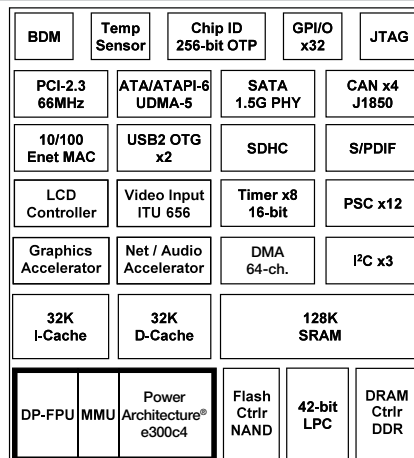 BDM
Temp
Sensor
Chip ID
256-bit OTP
GPI/O
x32
JTAG
PCI-2.3
66MHz
ATA/ATAPI-6
UDMA-5
SATA
1.5G PHY
CAN x4
J1850
10/100
Enet MAC
USB2 OTG
x2
SDHC
S/PDIF
LCD
Controller
Video Input
ITU 656
Timer x8
16-bit
PSC x12
Graphics
Accelerator
Net / Audio
Accelerator
DMA
64-ch.
I²C x3
32K
I-Cache
32K
D-Cache
128K
SRAM
DP-FPU
MMU
Power
Architecture®
e300c4
Flash
Ctrlr
NAND
42-bit
LPC
DRAM
Ctrlr
DDR